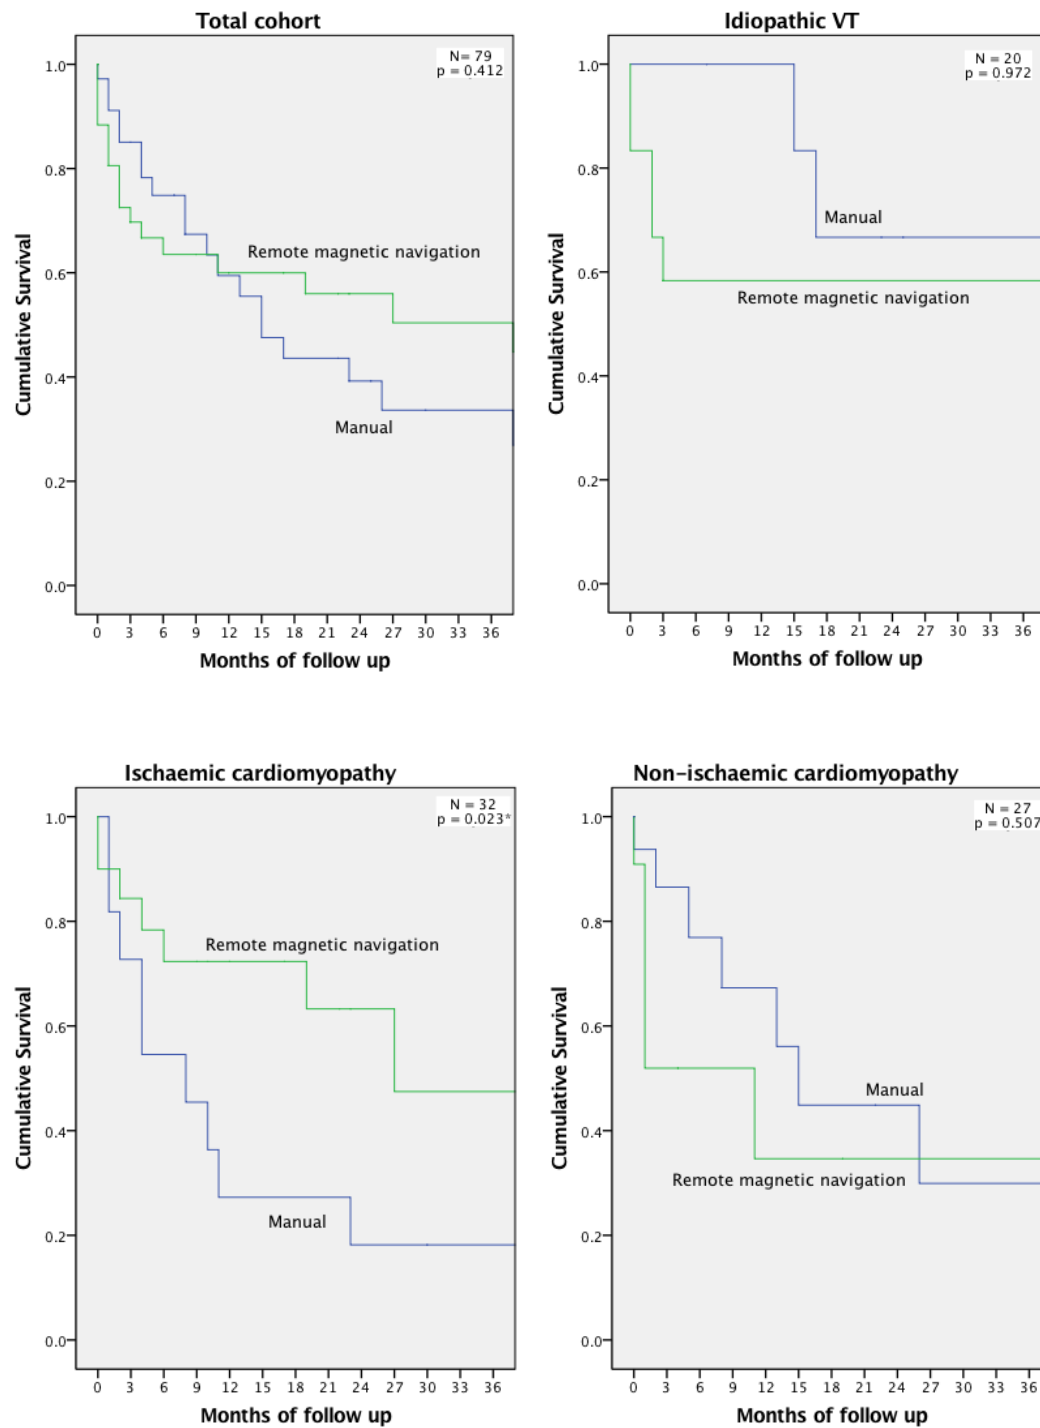 Total cohort
N= 79
p = 0.412
1.0
0.8
0.6
0.4
0.2
0.0
Cumulative Survival
Remote magnetic navigation
Manual
0 3 6 9 12 15 18 21 24 27 30 33 36
Months of follow up
Idiopathic VT
N = 20
p = 0.972
1.0
0.8
0.6
0.4
0.2
0.0
Cumulative Survival
Manual
Remote magnetic navigation
0 3 6 9 12 15 18 21 24 27 30 33 36
Months of follow up
Ischaemic cardiomyopathy
N = 32
p = 0.023*
1.0
0.8
0.6
0.4
0.2
0.0
Cumulative Survival
Remote magnetic navigation
Manual
0 3 6 9 12 15 18 21 24 27 30 33 36
Months of follow up
Non-ischaemic cardiomyopathy
N = 27
p = 0.507
1.0
0.8
0.6
0.4
0.2
0.0
Cumulative Survival
Manual
Remote magnetic navigation
0 3 6 9 12 15 18 21 24 27 30 33 36
Months of follow up